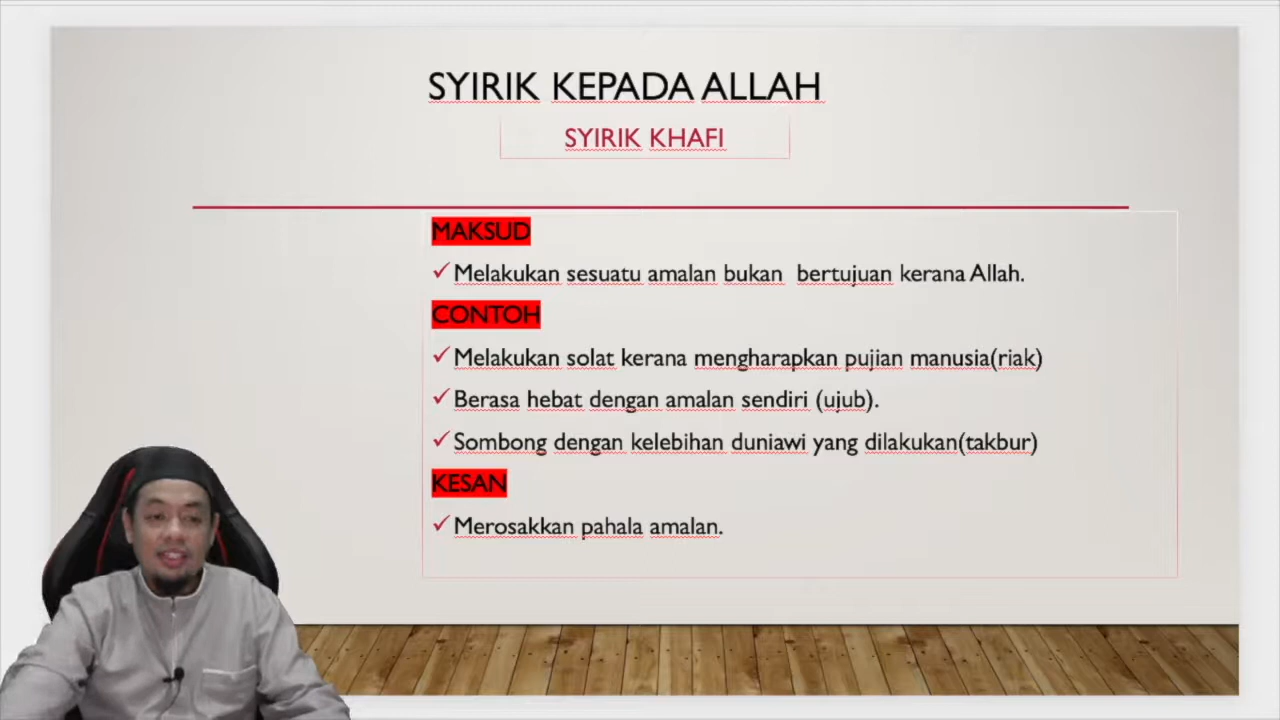 SYIRIK KEPADA ALLAH
SYIRIK KHAFI
MAKSUD
✓Melakukan sesuatu amalan bukan bertujuan kerana Allah.
CONTOH
✓Melakukan solat kerana mengharapkan pujian manusia(riak)
✓Berasa hebat dengan amalan sendiri (ujub).
✓Sombong dengan kelebihan duniawi yang dilakukan(takbur)
KESAN
✓Merosakkan pahala amalan.